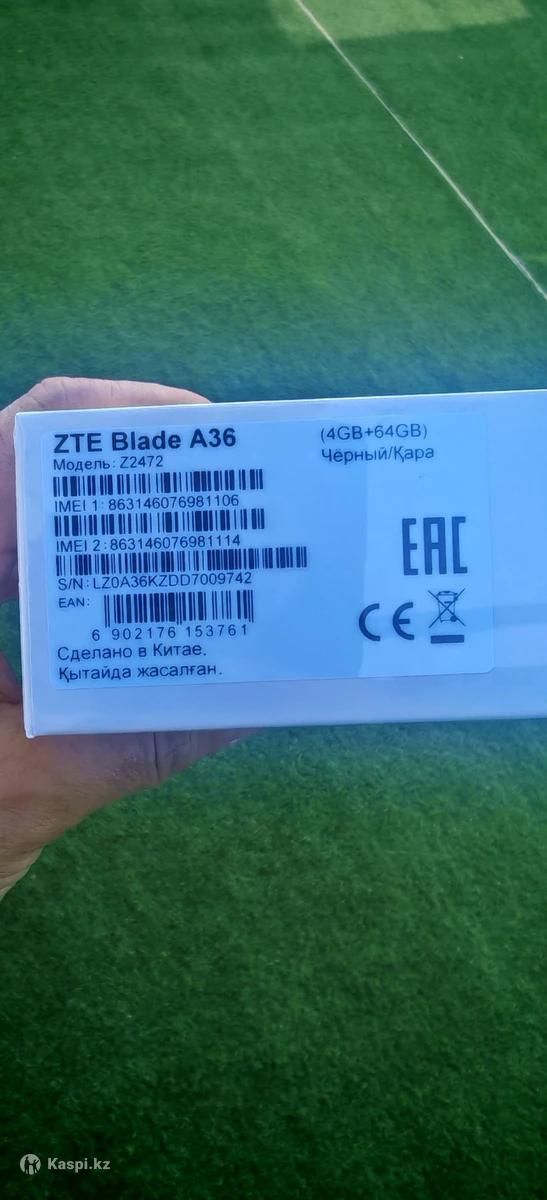 ZTE Blade A36
(4GB+64GB)
Модель: Z2472
Чёрный/Қара
IMEI 1: 863146076981106
IMEI 2: 863146076981114
S/N: LZ0A36KZDD7009742
EAN:
6 902176 153761
Сделано в Китае.
Қытайда жасалған.
EAC
CE
Kaspi.kz